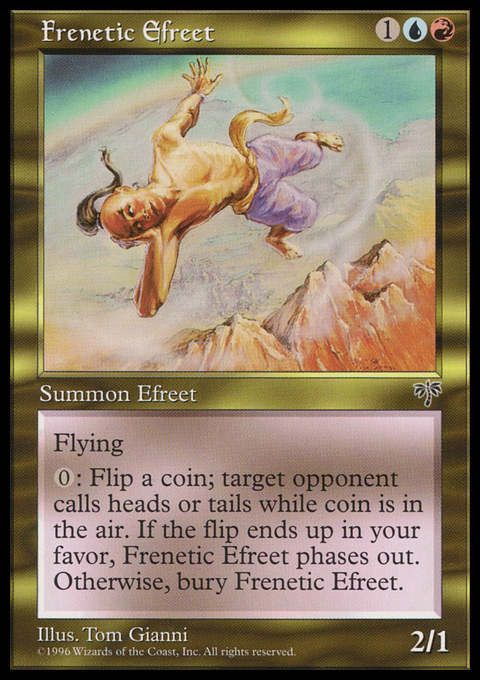 Frenetic Efreet 1
Summon Efreet
Flying
0: Flip a coin; target opponent
calls heads or tails while coin is in
the air. If the flip ends up in your
favor, Frenetic Efreet phases out.
Otherwise, bury Frenetic Efreet.
Illus. Tom Gianni
©1996 Wizards of the Coast, Inc. All rights reserved.
2/1